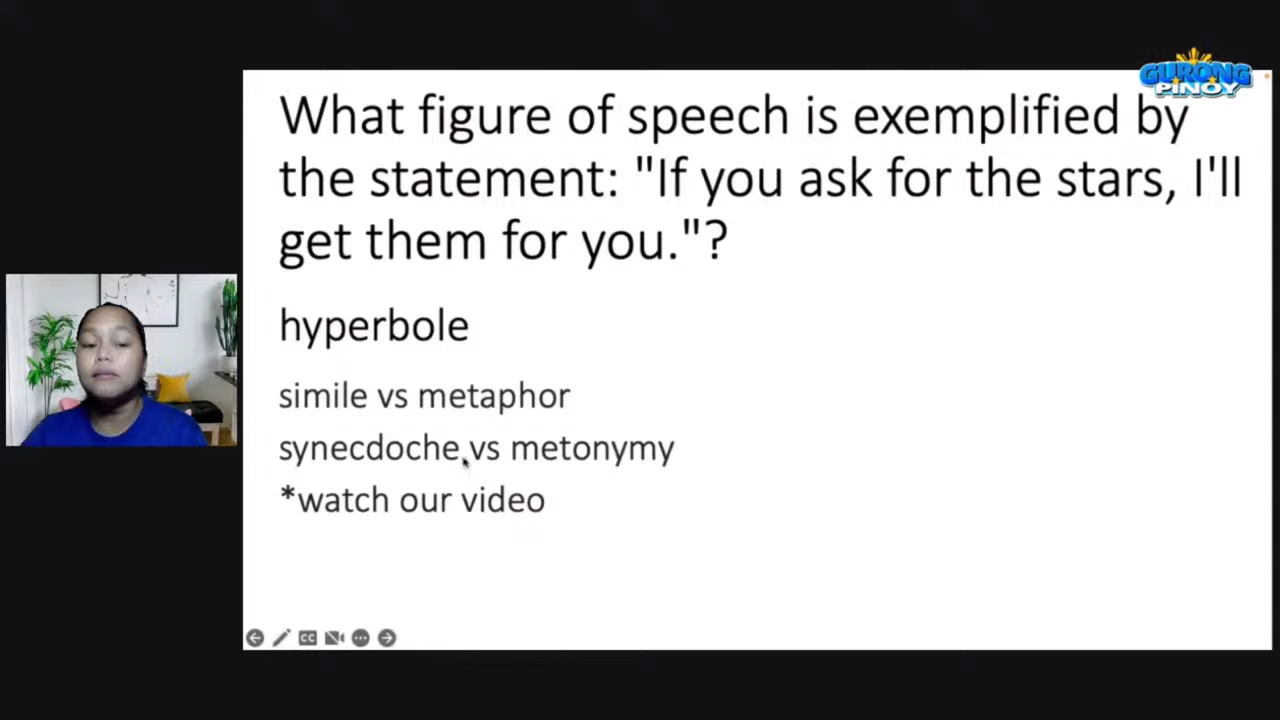 GURONG
PINOY
What figure of speech is exemplified by
the statement: "If you ask for the stars, I'll
get them for you."?
hyperbole
simile vs metaphor
synecdoche vs metonymy
*watch our video
CC